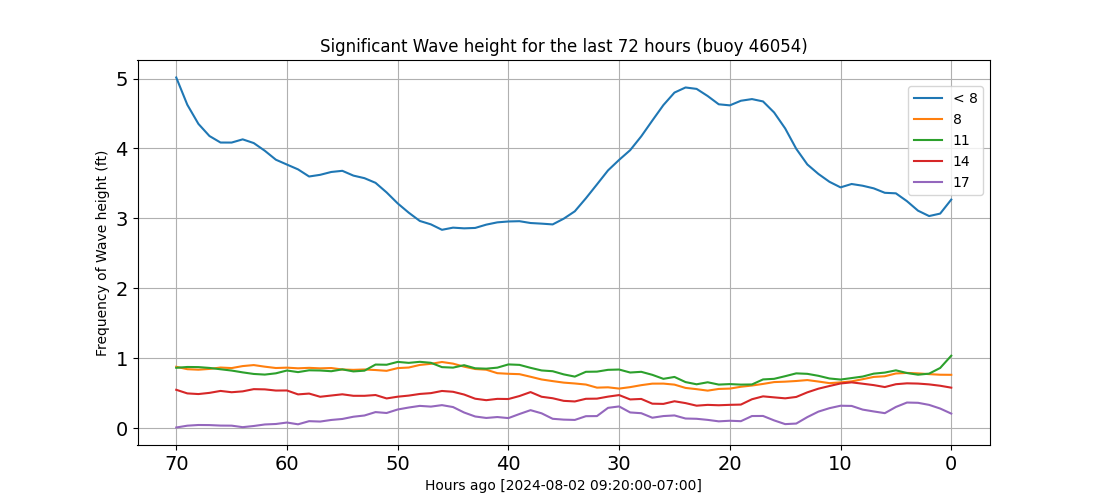 Significant Wave height for the last 72 hours (buoy 46054)
Frequency of Wave height (ft)
5
4
3
2
1
0
< 8
8
11
14
17
70 60 50 40 30 20 10 0
Hours ago [2024-08-02 09:20:00-07:00]